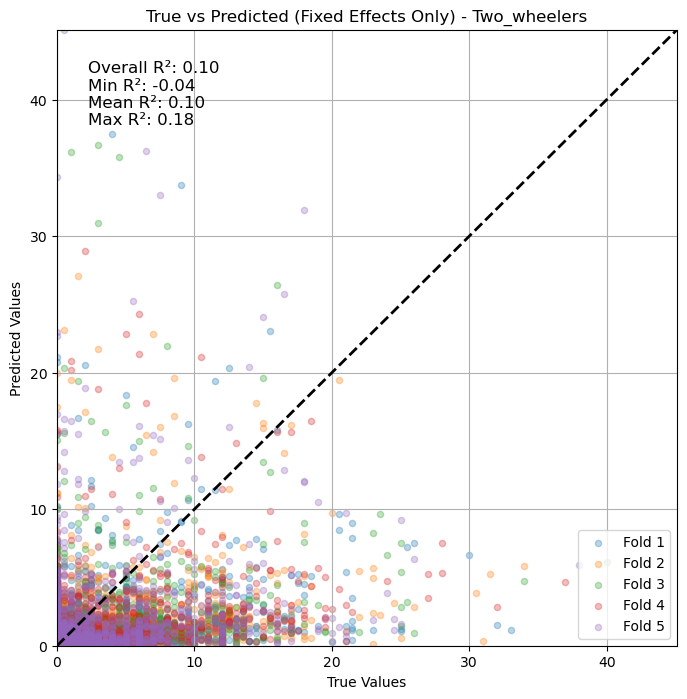 True vs Predicted (Fixed Effects Only) - Two_wheelers
Overall R²: 0.10
Min R²: -0.04
Mean R²: 0.10
Max R²: 0.18
Predicted Values
40
30
20
10
0
0 10 20 30 40
True Values
Fold 1
Fold 2
Fold 3
Fold 4
Fold 5